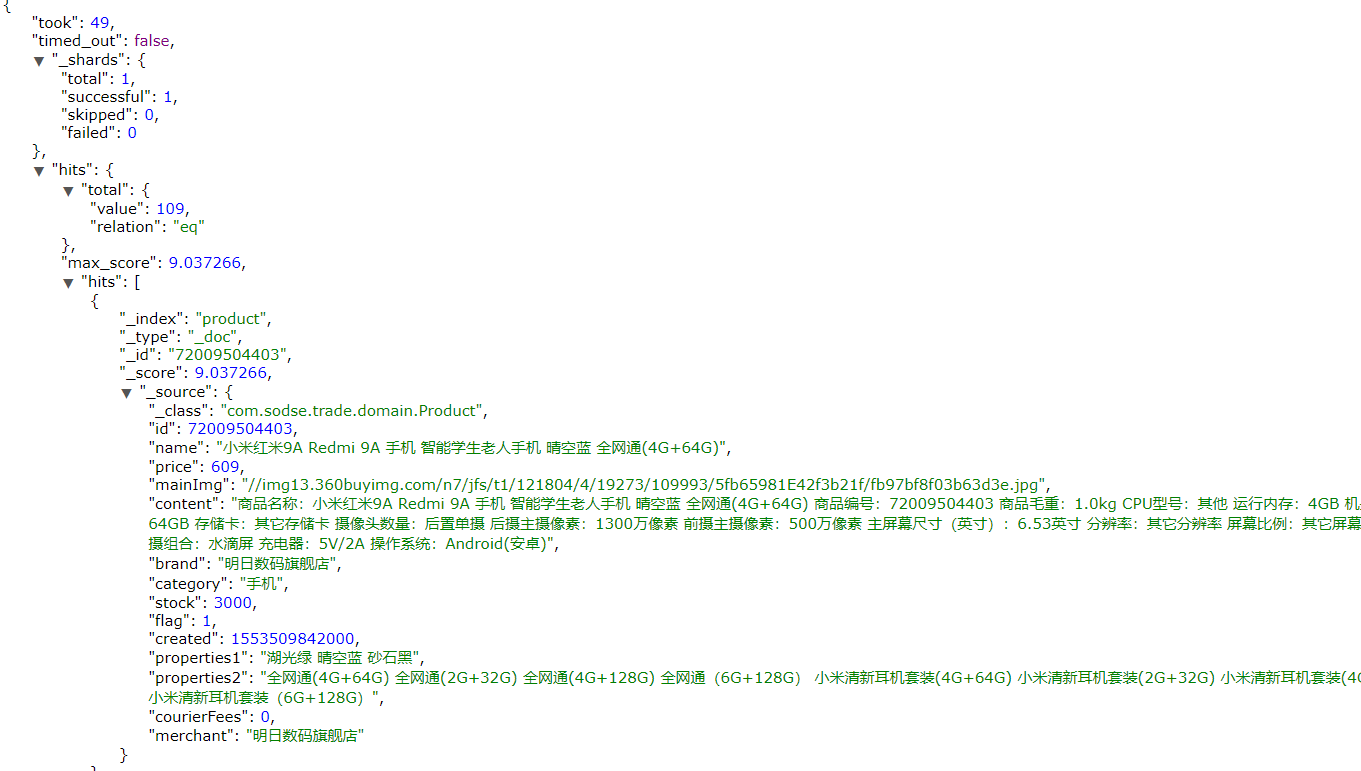 {
"took": 49,
"timed_out": false,
"_shards": {
"total": 1,
"successful": 1,
"skipped": 0,
"failed": 0
},
"hits": {
"total": {
"value": 109,
"relation": "eq"
},
"max_score": 9.037266,
"hits": [
{
"_index": "product",
"_type": "_doc",
"_id": "72009504403",
"_score": 9.037266,
"_source": {
"_class": "com.sodse.trade.domain.Product",
"id": 72009504403,
"name": "小米红米9A Redmi 9A 手机 智能学生老人手机 晴空蓝 全网通(4G+64G)",
"price": 609,
"mainImg": "//img13.360buyimg.com/n7/jfs/t1/121804/4/19273/109993/5fb65981E42f3b21f/fb97bf8f03b63d3e.jpg",
"content": "商品名称：小米红米9A Redmi 9A 手机 智能学生老人手机 晴空蓝 全网通(4G+64G) 商品编号：72009504403 商品毛重：1.0kg CPU型号：其他 运行内存：4GB 机
64GB 存储卡：其它存储卡 摄像头数量：后置单摄 后摄主摄像素：1300万像素 前摄主摄像素：500万像素 主屏幕尺寸（英寸）：6.53英寸 分辨率：其它分辨率 屏幕比例：其它屏幕
摄组合：水滴屏 充电器：5V/2A 操作系统：Android(安卓)",
"brand": "明日数码旗舰店",
"category": "手机",
"stock": 3000,
"flag": 1,
"created": 1553509842000,
"properties1": "湖光绿 晴空蓝 砂石黑",
"properties2": "全网通(4G+64G) 全网通(2G+32G) 全网通(4G+128G) 全网通（6G+128G） 小米清新耳机套装(4G+64G) 小米清新耳机套装(2G+32G) 小米清新耳机套装(4G
小米清新耳机套装（6G+128G）",
"courierFees": 0,
"merchant": "明日数码旗舰店"
}
}